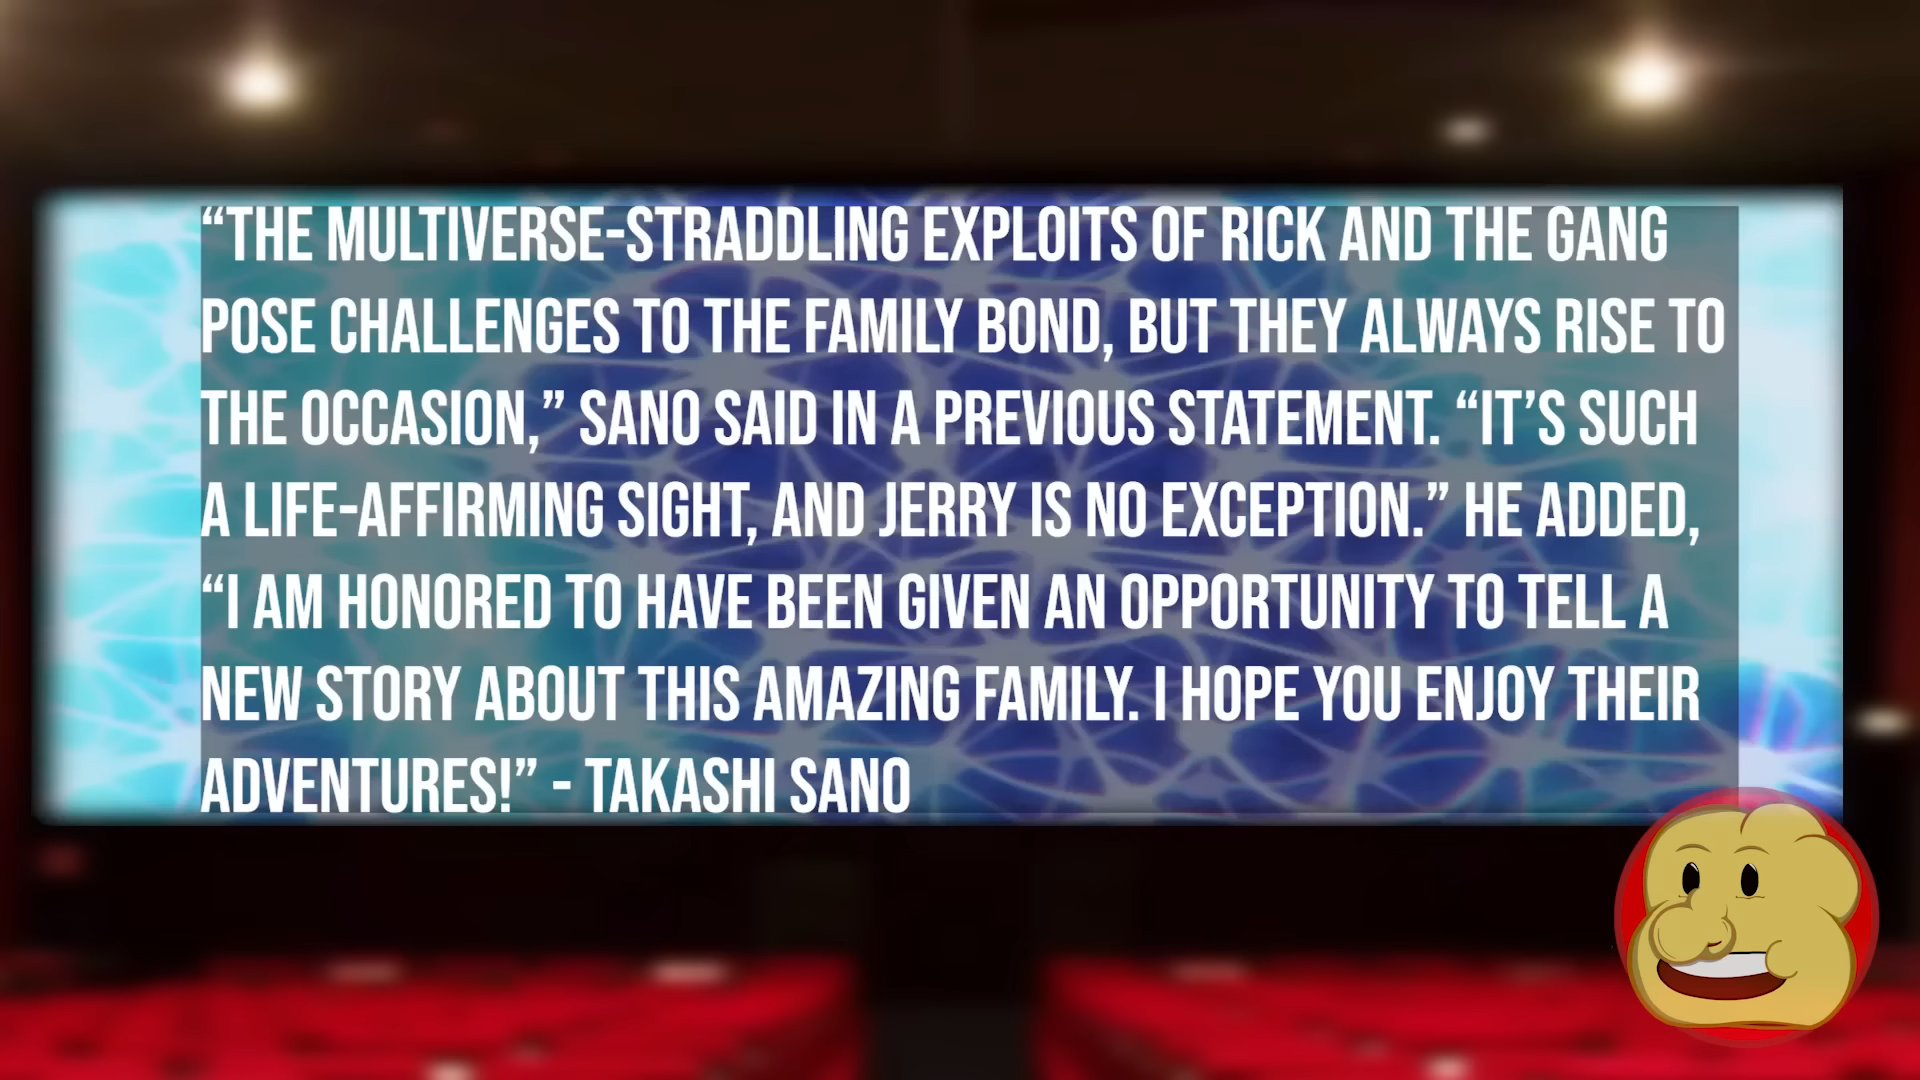 “THE MULTIVERSE-STRADDLING EXPLOITS OF RICK AND THE GANG
POSE CHALLENGES TO THE FAMILY BOND, BUT THEY ALWAYS RISE TO
THE OCCASION,” SANO SAID IN A PREVIOUS STATEMENT. “IT’S SUCH
A LIFE-AFFIRMING SIGHT, AND JERRY IS NO EXCEPTION.” HE ADDED,
“I AM HONORED TO HAVE BEEN GIVEN AN OPPORTUNITY TO TELL A
NEW STORY ABOUT THIS AMAZING FAMILY. I HOPE YOU ENJOY THEIR
ADVENTURES!” - TAKASHI SANO